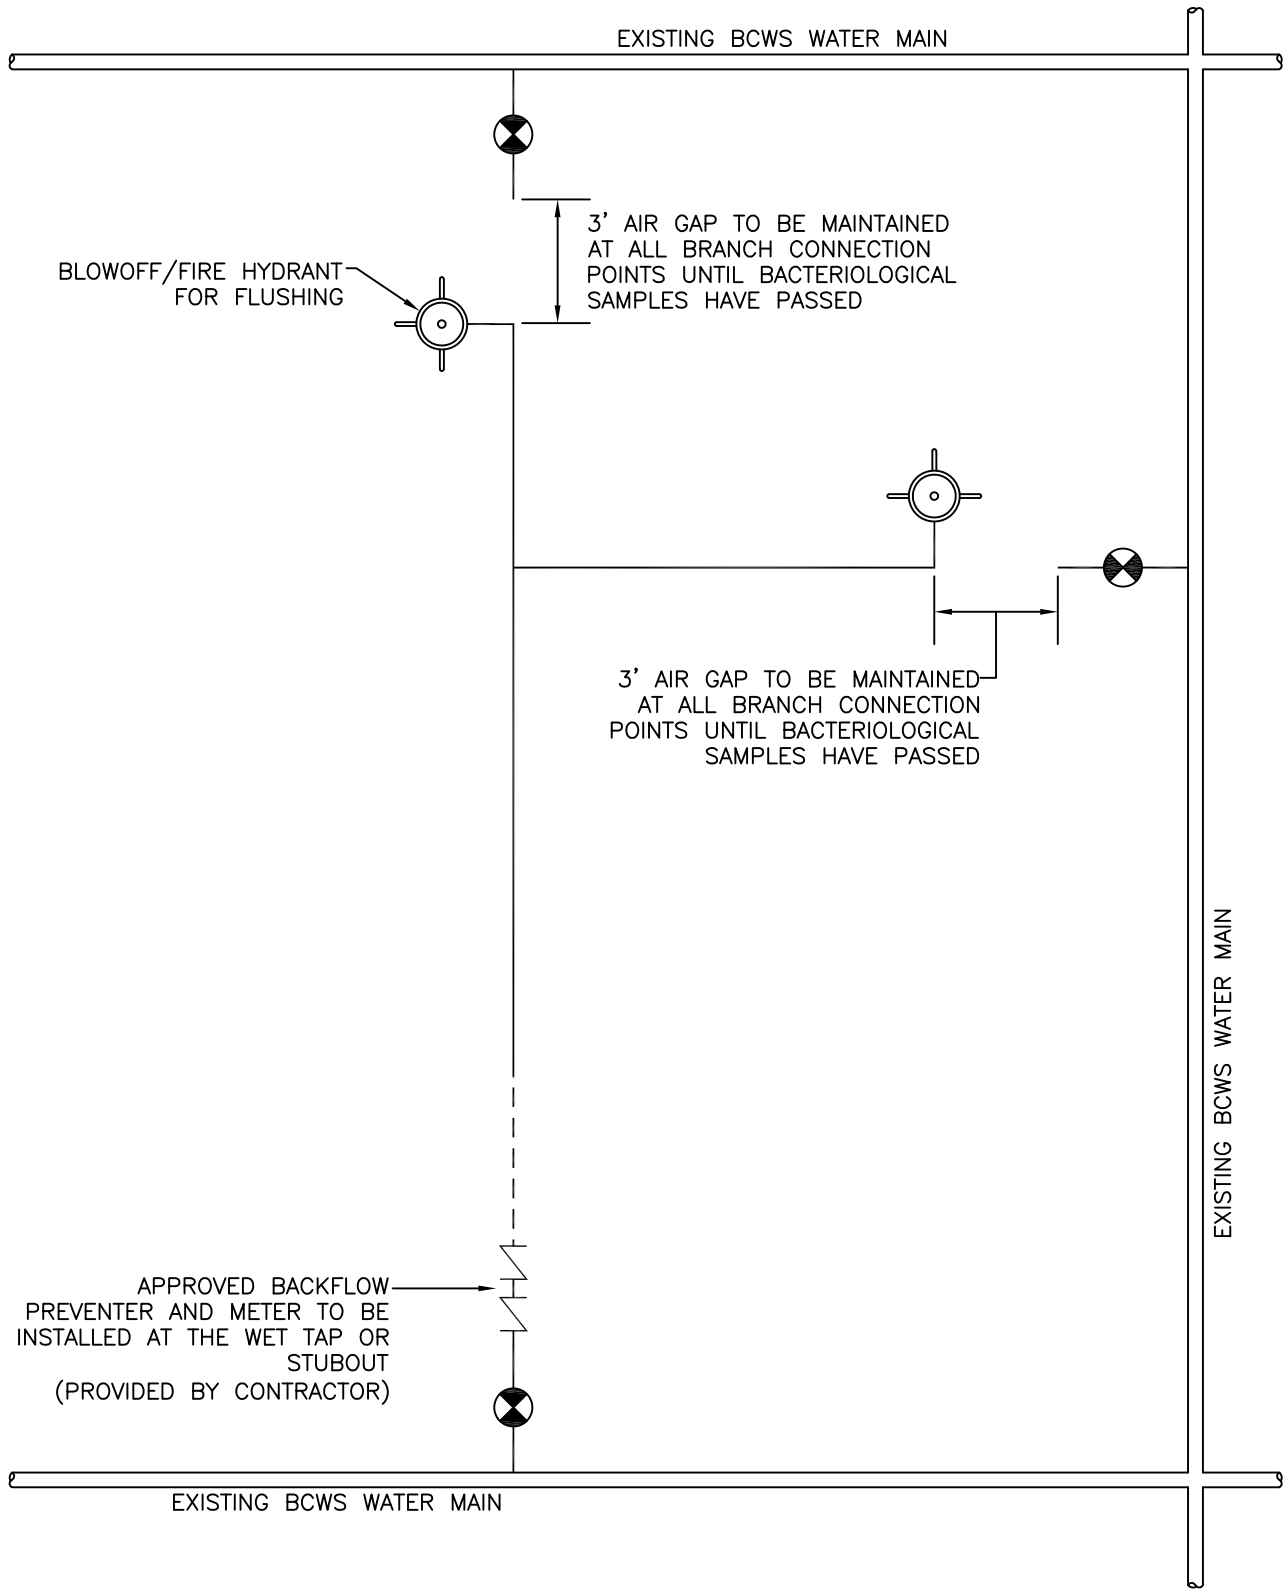 EXISTING BCWS WATER MAIN
3' AIR GAP TO BE MAINTAINED
AT ALL BRANCH CONNECTION
POINTS UNTIL BACTERIOLOGICAL
SAMPLES HAVE PASSED
BLOWOFF/FIRE HYDRANT
FOR FLUSHING
3' AIR GAP TO BE MAINTAINED
AT ALL BRANCH CONNECTION
POINTS UNTIL BACTERIOLOGICAL
SAMPLES HAVE PASSED
EXISTING BCWS WATER MAIN
APPROVED BACKFLOW
PREVENTER AND METER TO BE
INSTALLED AT THE WET TAP OR
STUBOUT
(PROVIDED BY CONTRACTOR)
EXISTING BCWS WATER MAIN